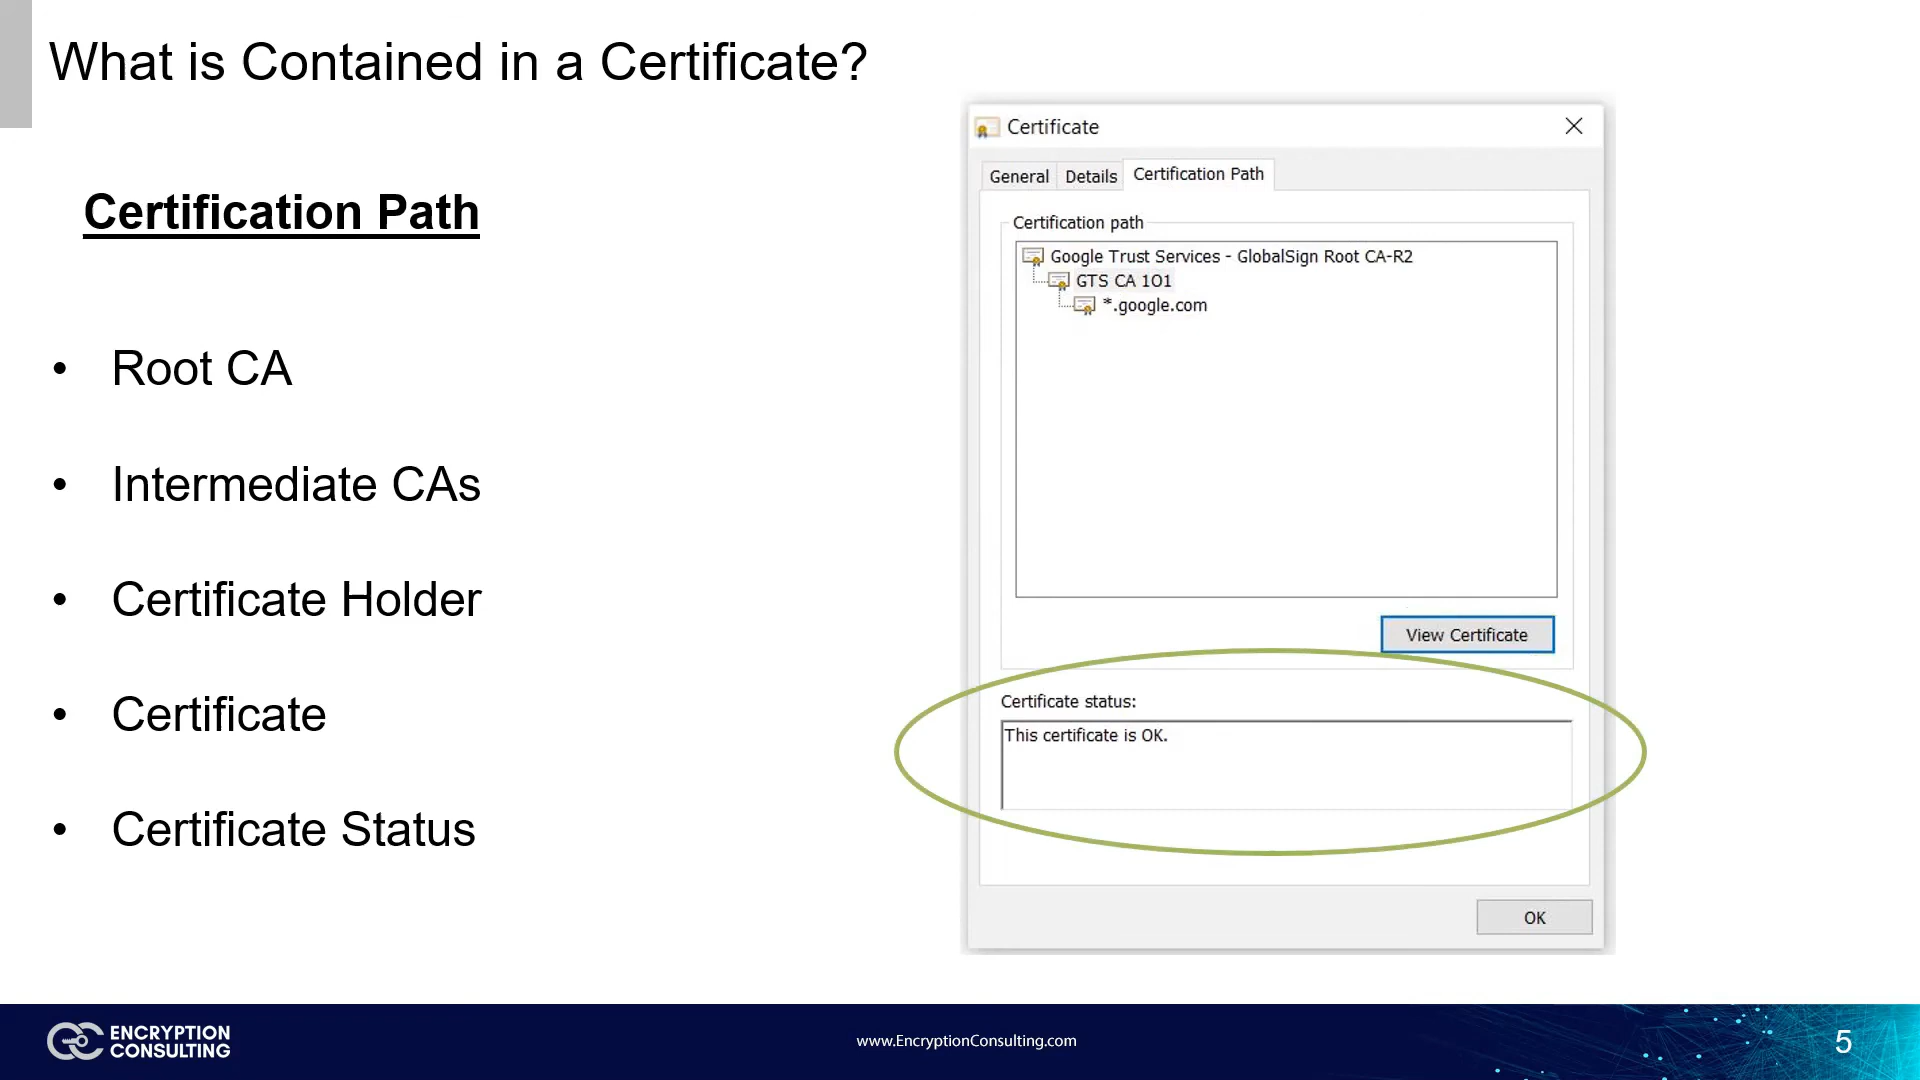 What is Contained in a Certificate?
Certification Path
• Root CA
• Intermediate CAs
• Certificate Holder
• Certificate
• Certificate Status
Certificate
General Details Certification Path
Certification path
Google Trust Services - GlobalSign Root CA-R2
GTS CA 1O1
*.google.com
View Certificate
Certificate status:
This certificate is OK.
OK
ENCRYPTION
CONSULTING
www.EncryptionConsulting.com
5